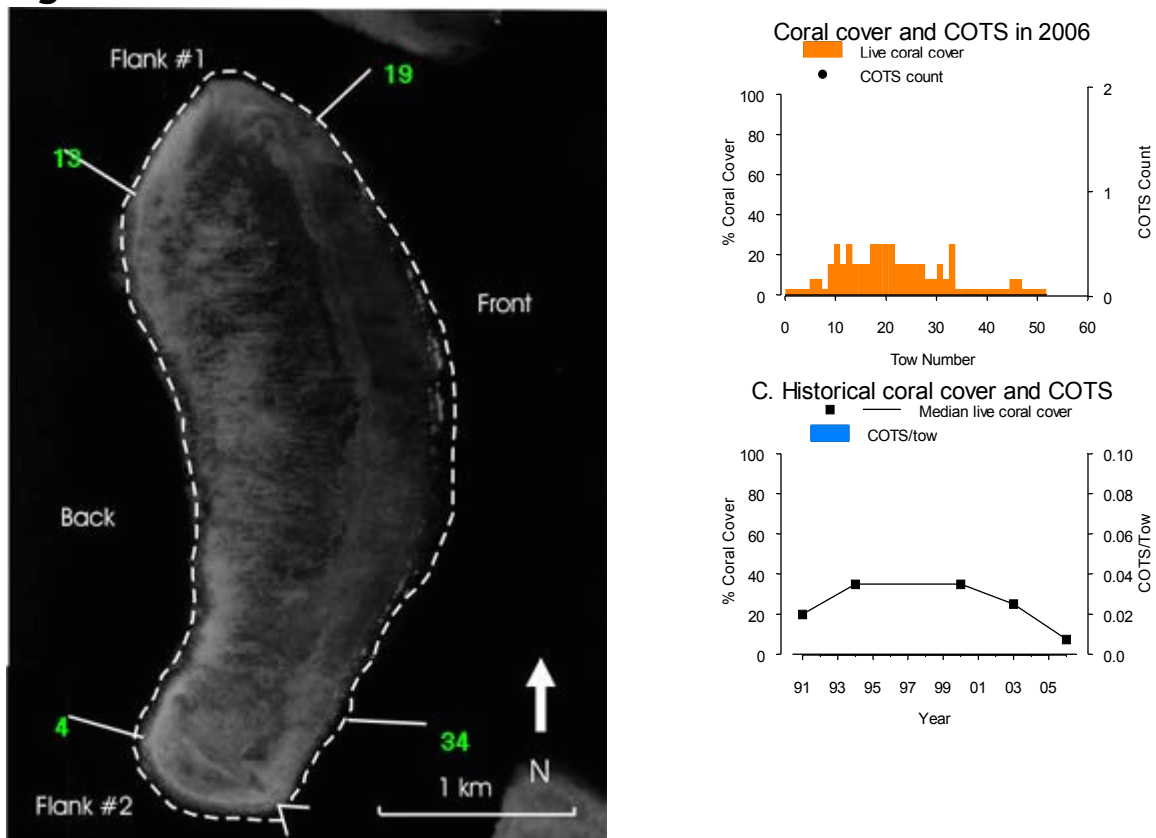 Flank #1
19
13
Front
Back
4
34
N
1 km
Flank #2
Coral cover and COTS in 2006
Live coral cover
COTS count
100
80
60
40
20
0
% Coral Cover
2
1
0
COTS Count
0 10 20 30 40 50 60
Tow Number
C. Historical coral cover and COTS
Median live coral cover
COTS/tow
100
80
60
40
20
0
% Coral Cover
0.10
0.08
0.06
0.04
0.02
0.0
COTS/Tow
91 93 95 97 99 01 03 05
Year